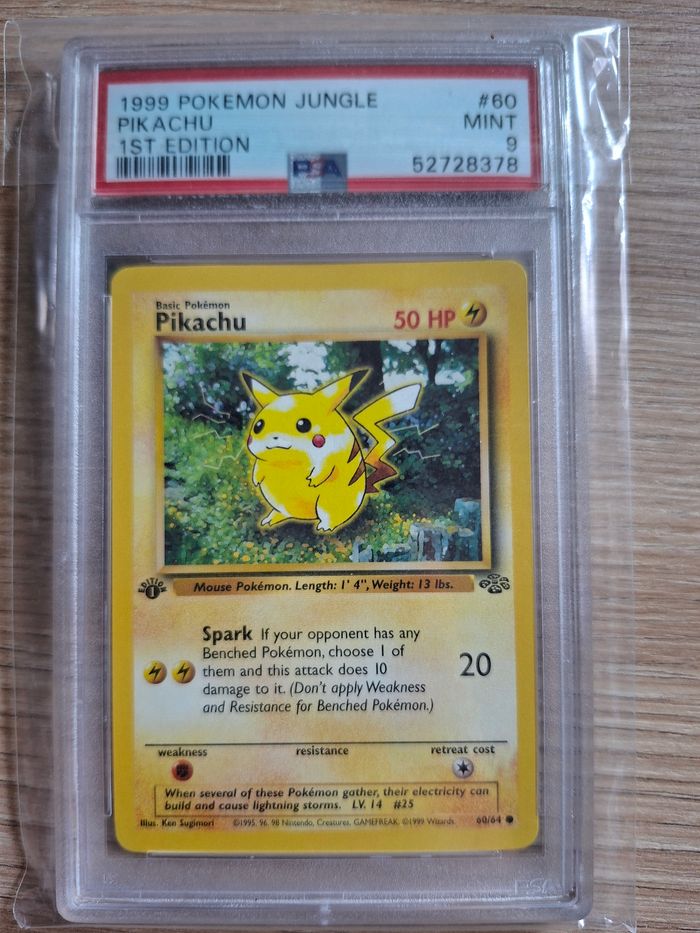 1999 POKEMON JUNGLE #60
PIKACHU MINT
1ST EDITION 9
PSA 52728378
Basic Pokémon
Pikachu 50 HP
EDITION 1
Mouse Pokémon. Length: 1' 4", Weight: 13 lbs.
Spark If your opponent has any
Benched Pokémon, choose 1 of
them and this attack does 10 20
damage to it. (Don't apply Weakness
and Resistance for Benched Pokémon.)
weakness resistance retreat cost
When several of these Pokémon gather, their electricity can
build and cause lightning storms. LV. 14 #25
Illus. Ken Sugimori ©1995, 96, 98 Nintendo, Creatures, GAMEFREAK. ©1999 Wizards. 60/64
PSA